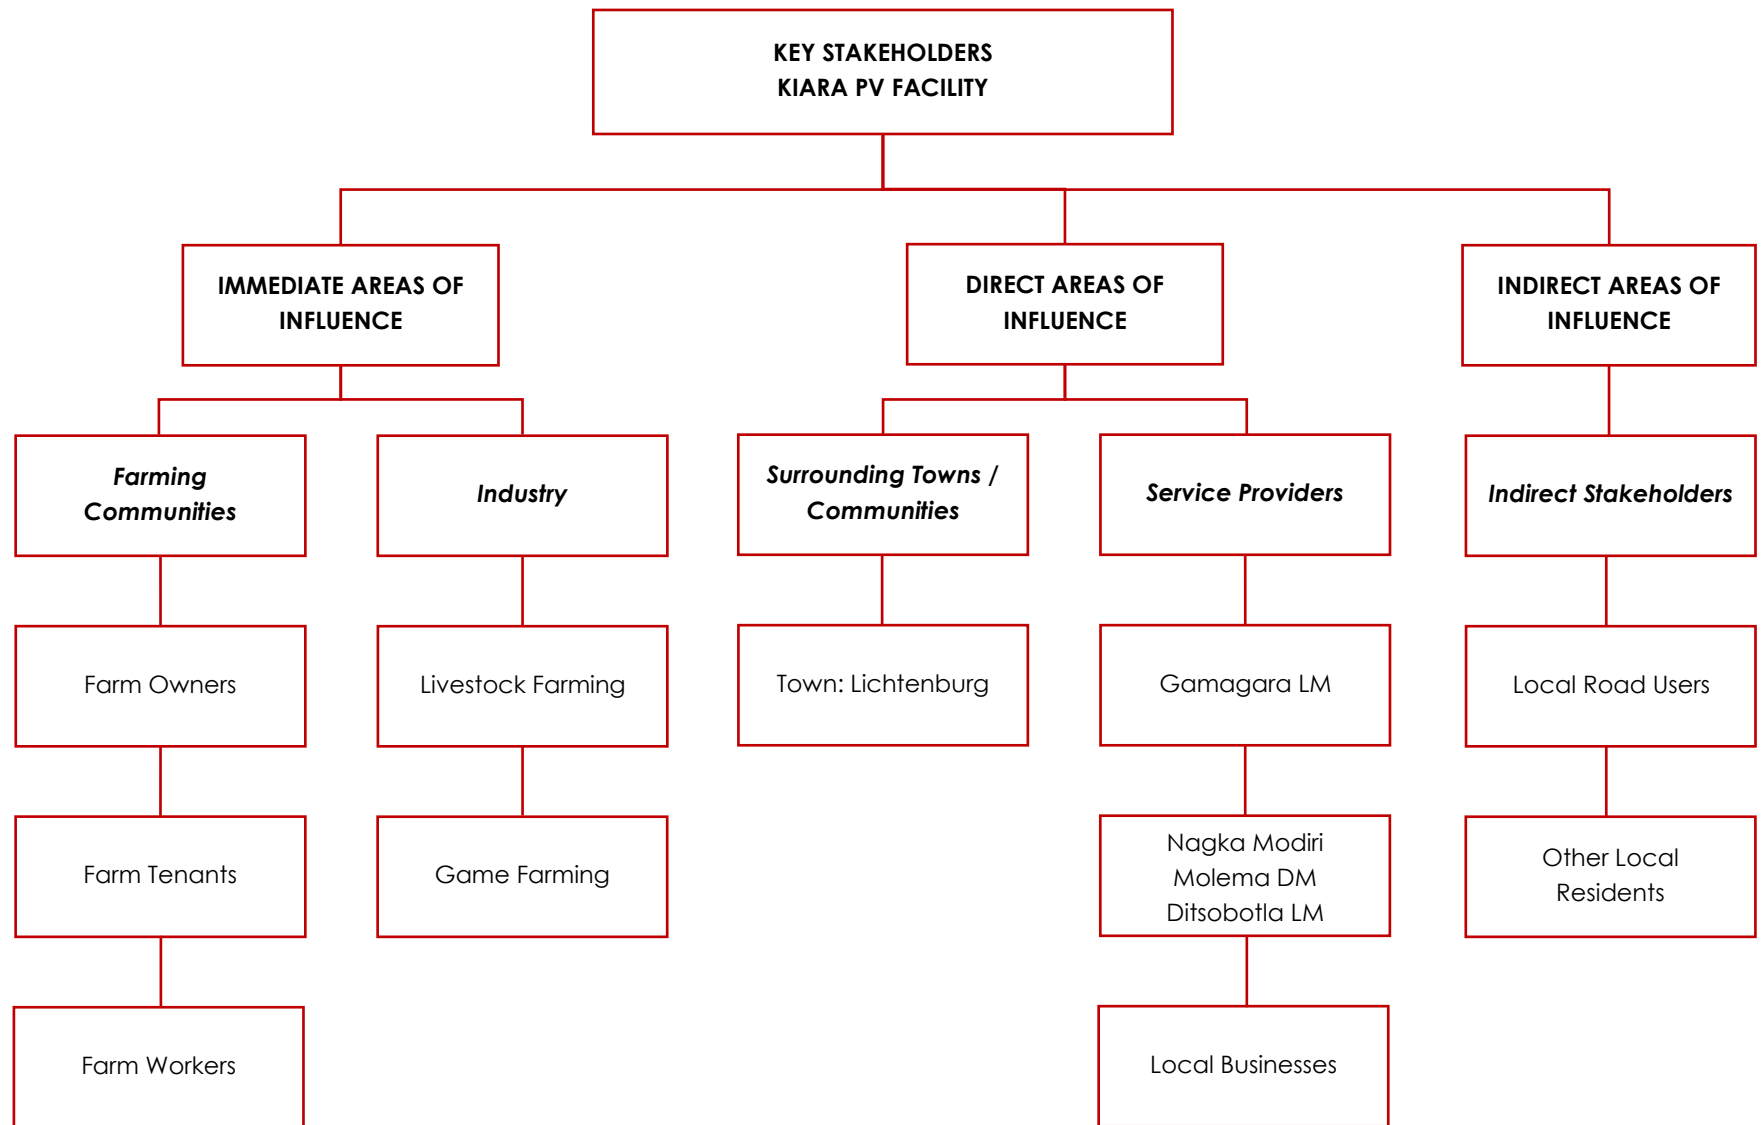 KEY STAKEHOLDERS
KIARA PV FACILITY
IMMEDIATE AREAS OF
INFLUENCE
DIRECT AREAS OF
INFLUENCE
INDIRECT AREAS OF
INFLUENCE
Farming
Communities
Industry
Surrounding Towns /
Communities
Service Providers
Indirect Stakeholders
Farm Owners
Livestock Farming
Town: Lichtenburg
Gamagara LM
Local Road Users
Farm Tenants
Game Farming
Nagka Modiri
Molema DM
Ditsobotla LM
Other Local
Residents
Farm Workers
Local Businesses